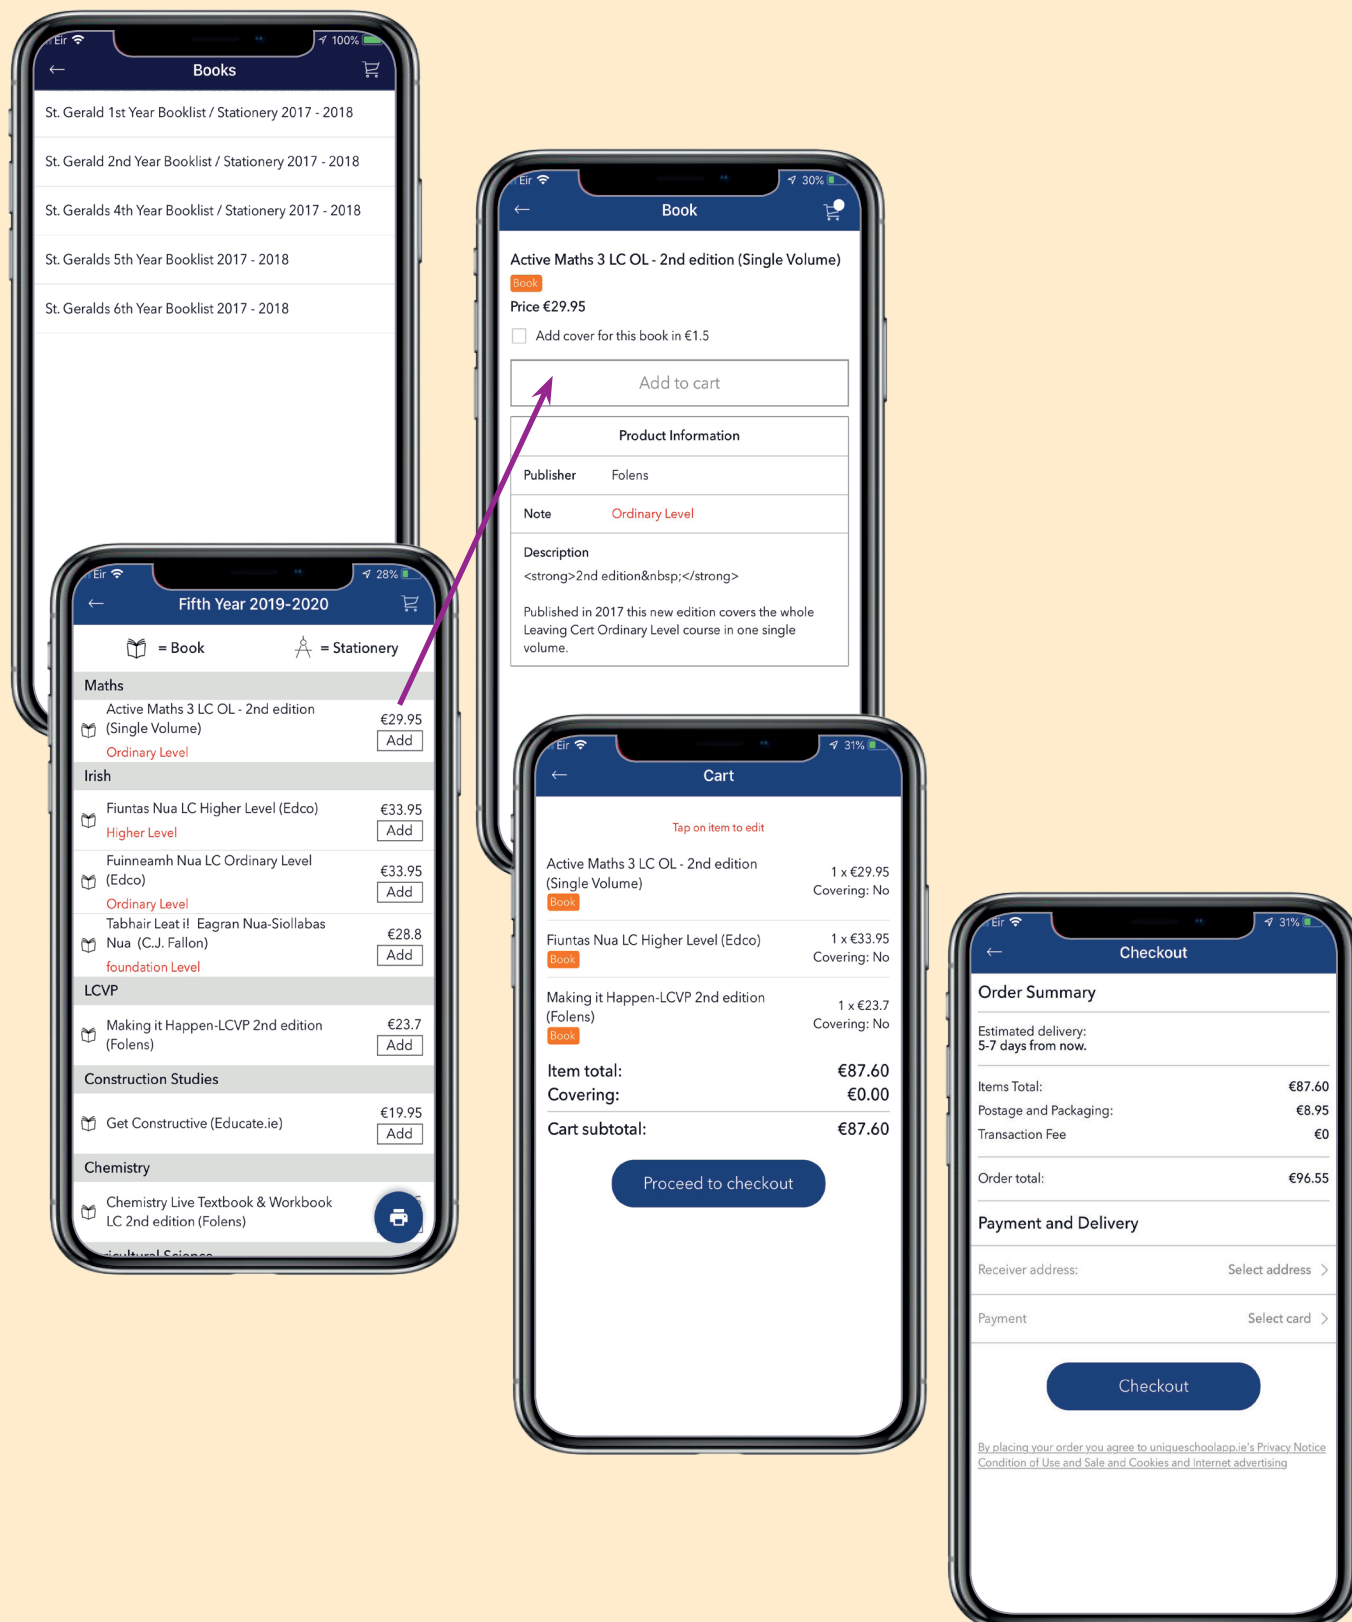 Eir
100%
Books
St. Gerald 1st Year Booklist / Stationery 2017 - 2018
St. Gerald 2nd Year Booklist / Stationery 2017 - 2018
St. Geralds 4th Year Booklist / Stationery 2017 - 2018
St. Geralds 5th Year Booklist 2017 - 2018
St. Geralds 6th Year Booklist 2017 - 2018
Eir
28%
Fifth Year 2019-2020
= Book
= Stationery
Maths
Active Maths 3 LC OL - 2nd edition
(Single Volume)
Ordinary Level
€29.95
Add
Irish
Fiuntas Nua LC Higher Level (Edco)
Higher Level
€33.95
Add
Fuinneamh Nua LC Ordinary Level
(Edco)
Ordinary Level
€33.95
Add
Tabhair Leat i! Eagran Nua-Siollabas
Nua (C.J. Fallon)
foundation Level
€28.8
Add
LCVP
Making it Happen-LCVP 2nd edition
(Folens)
€23.7
Add
Construction Studies
Get Constructive (Educate.ie)
€19.95
Add
Chemistry
Chemistry Live Textbook & Workbook
LC 2nd edition (Folens)
Eir
30%
Book
Active Maths 3 LC OL - 2nd edition (Single Volume)
Book
Price €29.95
Add cover for this book in €1.5
Add to cart
Product Information
Publisher Folens
Note Ordinary Level
Description
<strong>2nd edition&nbsp;</strong>
Published in 2017 this new edition covers the whole
Leaving Cert Ordinary Level course in one single
volume.
Eir
31%
Cart
Tap on item to edit
Active Maths 3 LC OL - 2nd edition
(Single Volume)
Book
1 x €29.95
Covering: No
Fiuntas Nua LC Higher Level (Edco)
Book
1 x €33.95
Covering: No
Making it Happen-LCVP 2nd edition
(Folens)
Book
1 x €23.7
Covering: No
Item total: €87.60
Covering: €0.00
Cart subtotal: €87.60
Proceed to checkout
Eir
31%
Checkout
Order Summary
Estimated delivery:
5-7 days from now.
Items Total: €87.60
Postage and Packaging: €8.95
Transaction Fee €0
Order total: €96.55
Payment and Delivery
Receiver address: Select address
Payment Select card
Checkout
By placing your order you agree to uniqueschoolapp.ie's Privacy Notice
Condition of Use and Sale and Cookies and Internet advertising